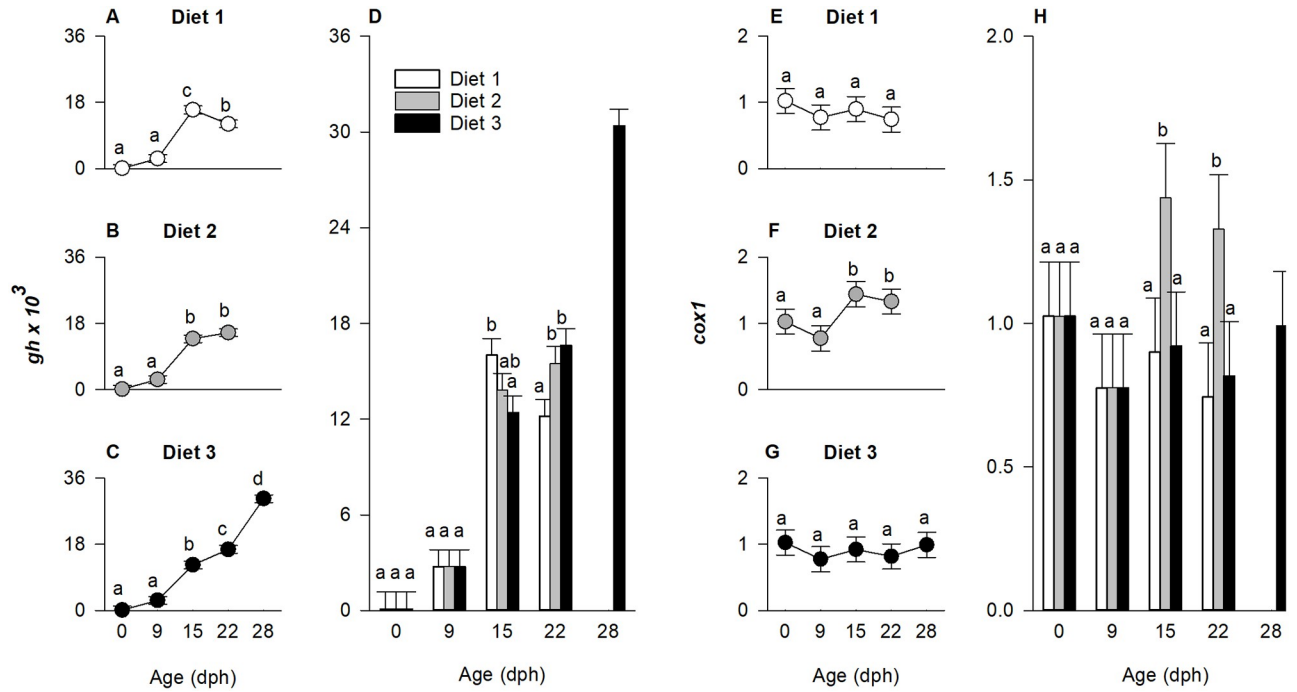 A Diet 1
36
18
0
a a c b
B Diet 2
36
18
0
a a b b
C Diet 3
36
18
0
a a b c d
0 9 15 22 28
Age (dph)
gh x 10³
D
36
30
24
18
12
6
0
Diet 1
Diet 2
Diet 3
a a a
a a a
b ab a
a b b
0 9 15 22 28
Age (dph)
E Diet 1
2
1
0
a a a a
F Diet 2
2
1
0
a a b b
G Diet 3
2
1
0
a a a a a
0 9 15 22 28
Age (dph)
cox1
H
2.0
1.5
1.0
0.5
0.0
a a a
a a a
a b a
a b a
0 9 15 22 28
Age (dph)